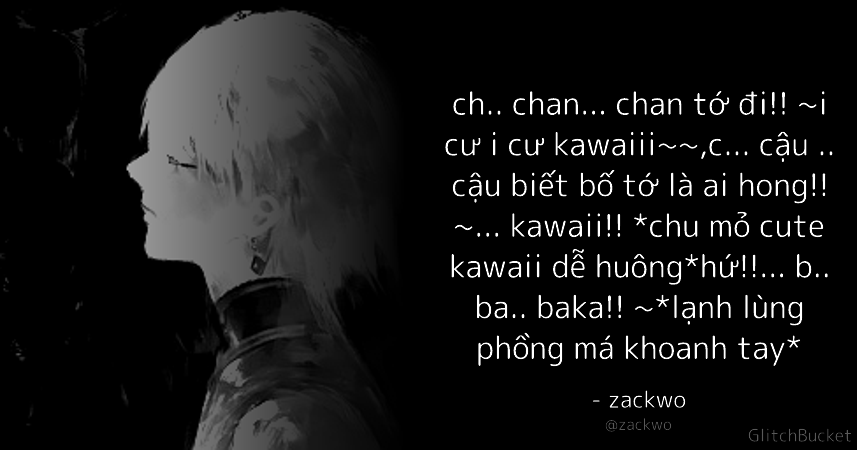 ch.. chan... chan tớ đi!! ~i
cư i cư kawaiii~~,c... cậu ..
cậu biết bố tớ là ai hong!!
~... kawaii!! *chu mỏ cute
kawaii dễ huông*hứ!!... b..
ba.. baka!! ~*lạnh lùng
phồng má khoanh tay*
- zackwo
@zackwo
GlitchBucket